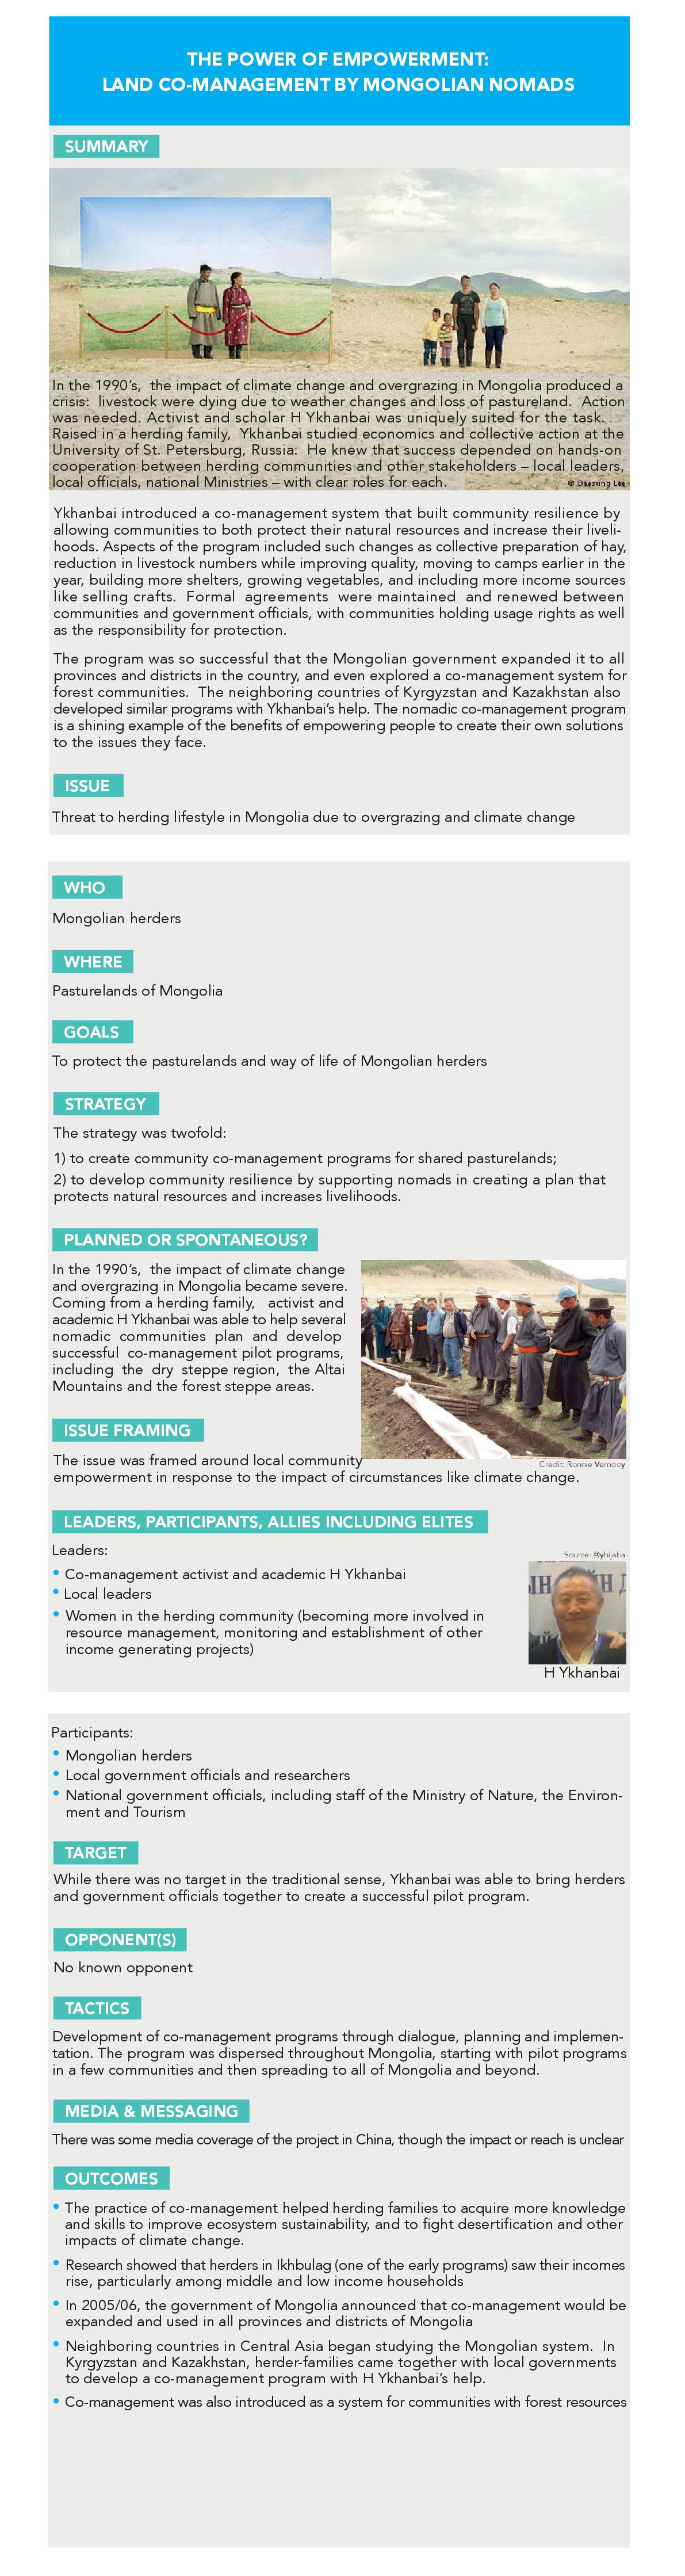 THE POWER OF EMPOWERMENT:
LAND CO-MANAGEMENT BY MONGOLIAN NOMADS
SUMMARY
In the 1990's, the impact of climate change and overgrazing in Mongolia produced a
crisis: livestock were dying due to weather changes and loss of pastureland. Action
was needed. Activist and scholar H Ykhanbai was uniquely suited for the task.
Raised in a herding family, Ykhanbai studied economics and collective action at the
University of St. Petersburg, Russia. He knew that success depended on hands-on
cooperation between herding communities and other stakeholders – local leaders,
local officials, national Ministries – with clear roles for each.
© Daesung Lee
Ykhanbai introduced a co-management system that built community resilience by
allowing communities to both protect their natural resources and increase their liveli-
hoods. Aspects of the program included such changes as collective preparation of hay,
reduction in livestock numbers while improving quality, moving to camps earlier in the
year, building more shelters, growing vegetables, and including more income sources
like selling crafts. Formal agreements were maintained and renewed between
communities and government officials, with communities holding usage rights as well
as the responsibility for protection.
The program was so successful that the Mongolian government expanded it to all
provinces and districts in the country, and even explored a co-management system for
forest communities. The neighboring countries of Kyrgyzstan and Kazakhstan also
developed similar programs with Ykhanbai's help. The nomadic co-management program
is a shining example of the benefits of empowering people to create their own solutions
to the issues they face.
ISSUE
Threat to herding lifestyle in Mongolia due to overgrazing and climate change
WHO
Mongolian herders
WHERE
Pasturelands of Mongolia
GOALS
To protect the pasturelands and way of life of Mongolian herders
STRATEGY
The strategy was twofold:
1) to create community co-management programs for shared pasturelands;
2) to develop community resilience by supporting nomads in creating a plan that
protects natural resources and increases livelihoods.
PLANNED OR SPONTANEOUS?
In the 1990's, the impact of climate change
and overgrazing in Mongolia became severe.
Coming from a herding family, activist and
academic H Ykhanbai was able to help several
nomadic communities plan and develop
successful co-management pilot programs,
including the dry steppe region, the Altai
Mountains and the forest steppe areas.
Credit: Ronnie Vernooy
ISSUE FRAMING
The issue was framed around local community
empowerment in response to the impact of circumstances like climate change.
LEADERS, PARTICIPANTS, ALLIES INCLUDING ELITES
Leaders:
• Co-management activist and academic H Ykhanbai
• Local leaders
• Women in the herding community (becoming more involved in
resource management, monitoring and establishment of other
income generating projects)
Source: @yhijaba
H Ykhanbai
Participants:
• Mongolian herders
• Local government officials and researchers
• National government officials, including staff of the Ministry of Nature, the Environ-
ment and Tourism
TARGET
While there was no target in the traditional sense, Ykhanbai was able to bring herders
and government officials together to create a successful pilot program.
OPPONENT(S)
No known opponent
TACTICS
Development of co-management programs through dialogue, planning and implemen-
tation. The program was dispersed throughout Mongolia, starting with pilot programs
in a few communities and then spreading to all of Mongolia and beyond.
MEDIA & MESSAGING
There was some media coverage of the project in China, though the impact or reach is unclear
OUTCOMES
• The practice of co-management helped herding families to acquire more knowledge
and skills to improve ecosystem sustainability, and to fight desertification and other
impacts of climate change.
• Research showed that herders in Ikhbulag (one of the early programs) saw their incomes
rise, particularly among middle and low income households
• In 2005/06, the government of Mongolia announced that co-management would be
expanded and used in all provinces and districts of Mongolia
• Neighboring countries in Central Asia began studying the Mongolian system. In
Kyrgyzstan and Kazakhstan, herder-families came together with local governments
to develop a co-management program with H Ykhanbai's help.
• Co-management was also introduced as a system for communities with forest resources